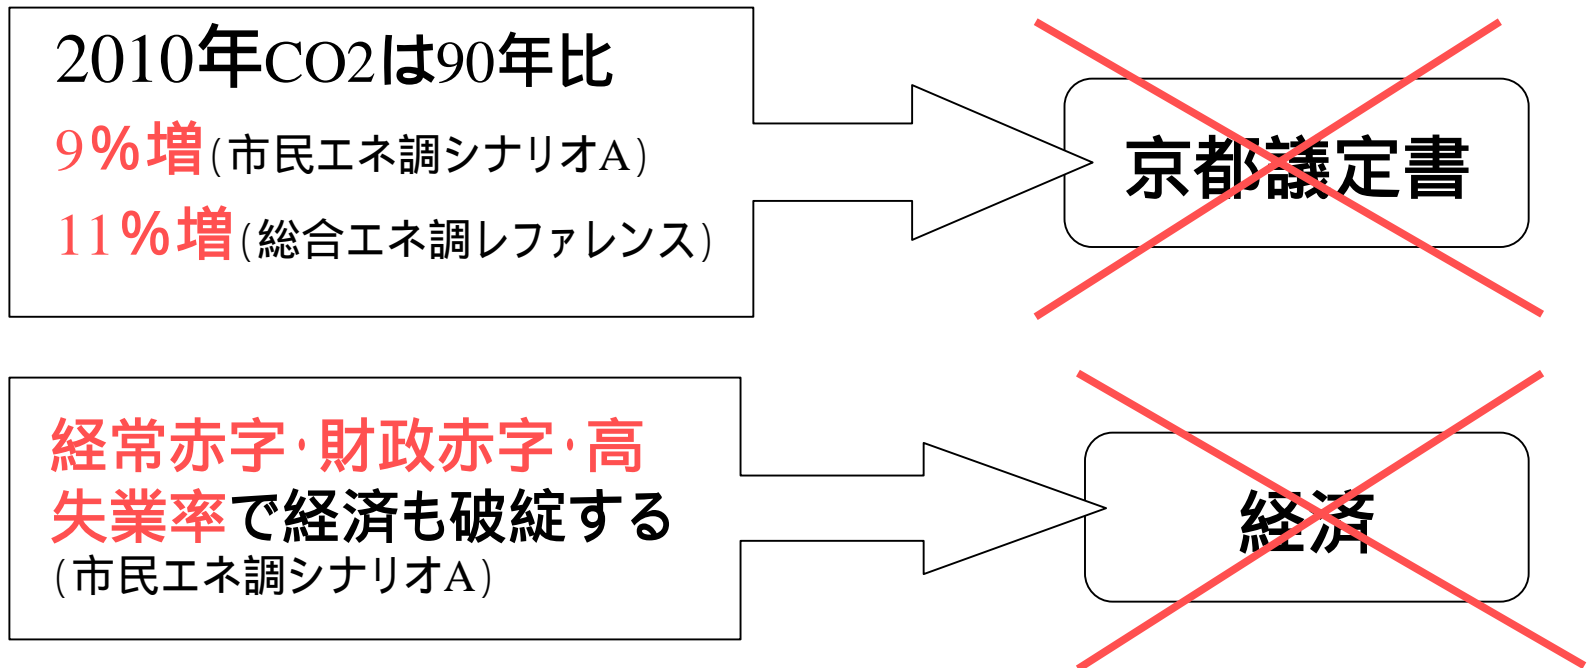 2010年CO2は90年比
9%増(市民エネ調シナリオA)
11%増(総合エネ調レファレンス)
京都議定書
経常赤字·財政赤字·高
失業率で経済も破綻する
(市民エネ調シナリオA)
経済